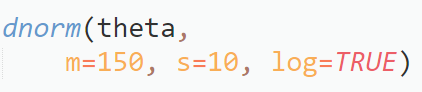 dnorm(theta,
m=150, s=10, log=TRUE)